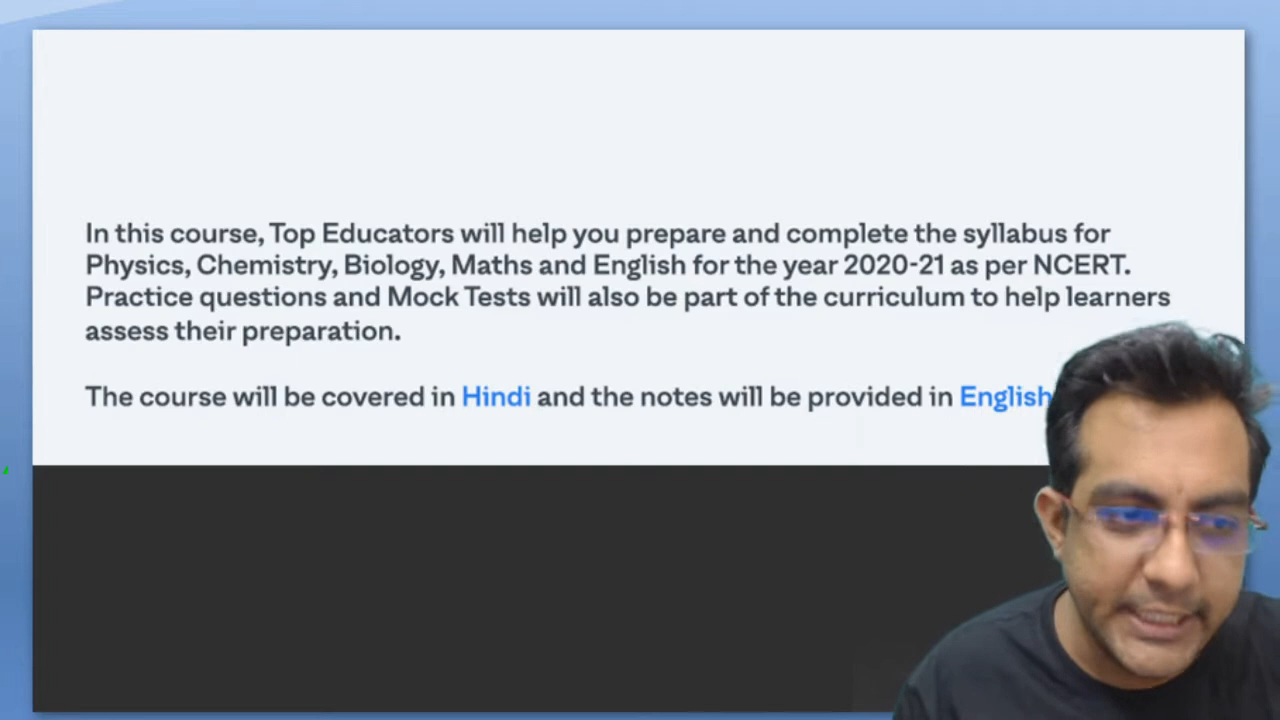 In this course, Top Educators will help you prepare and complete the syllabus for
Physics, Chemistry, Biology, Maths and English for the year 2020-21 as per NCERT.
Practice questions and Mock Tests will also be part of the curriculum to help learners
assess their preparation.
The course will be covered in Hindi and the notes will be provided in English